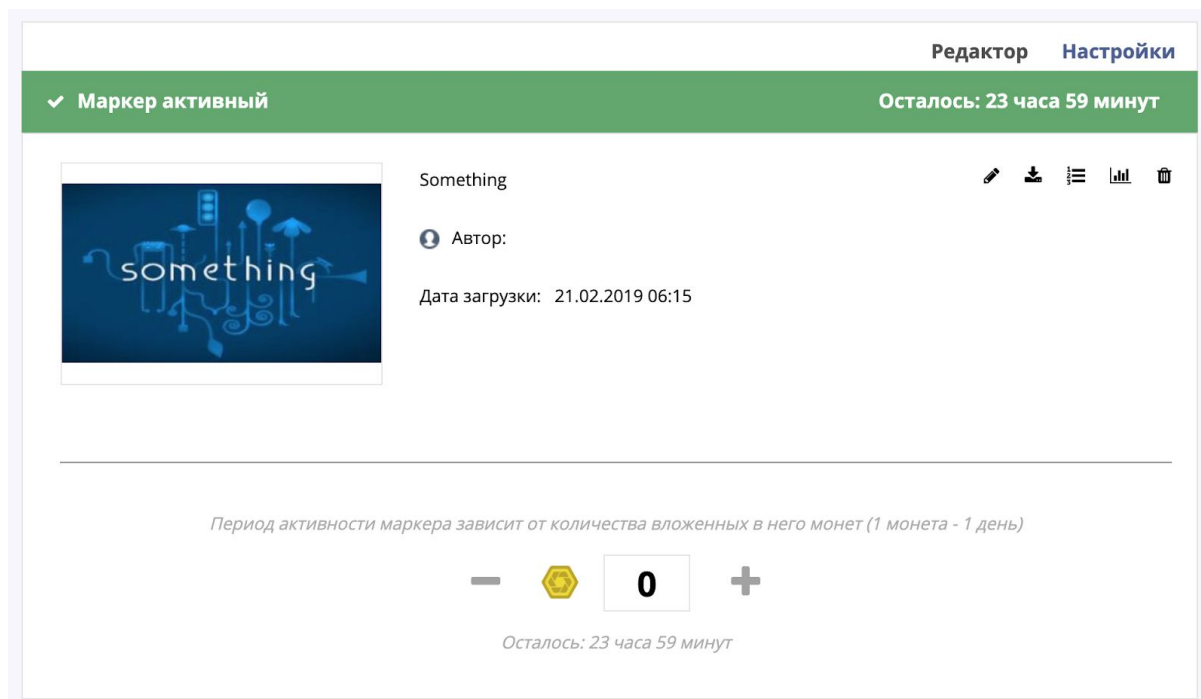 Редактор Настройки
Маркер активный Осталось: 23 часа 59 минут
something
Something
Автор:
Дата загрузки: 21.02.2019 06:15
Период активности маркера зависит от количества вложенных в него монет (1 монета - 1 день)
0
Осталось: 23 часа 59 минут